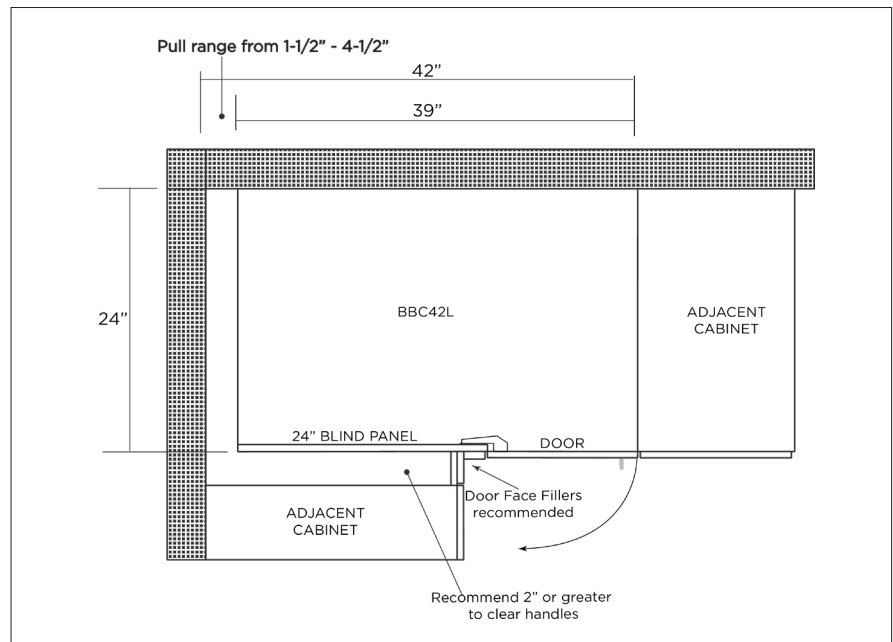 Pull range from 1-1/2” - 4-1/2”
42”
39”
24”
BBC42L
ADJACENT
CABINET
24” BLIND PANEL
DOOR
Door Face Fillers
recommended
ADJACENT
CABINET
Recommend 2” or greater
to clear handles